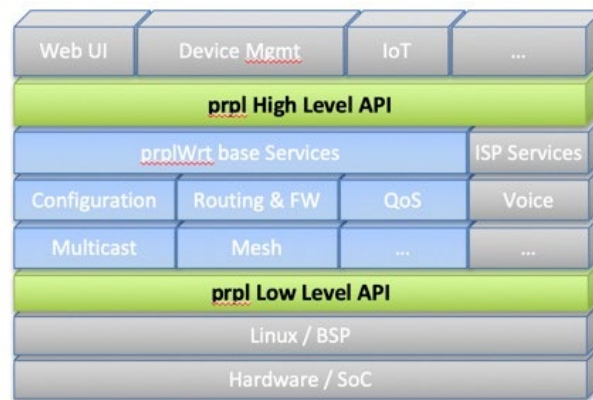 Web UI Device Mgmt IoT ...
prpl High Level API
prplWrt base Services ISP Services
Configuration Routing & FW QoS Voice
Multicast Mesh ... ...
prpl Low Level API
Linux / BSP
Hardware / SoC